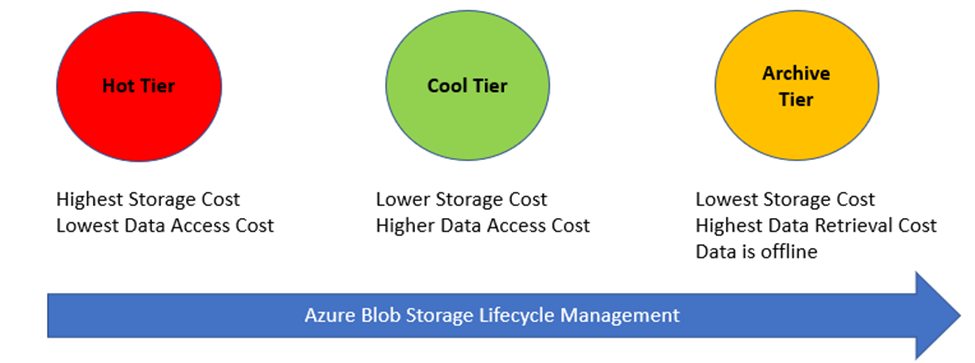 Hot Tier
Cool Tier
Archive
Tier
Highest Storage Cost
Lowest Data Access Cost
Lower Storage Cost
Higher Data Access Cost
Lowest Storage Cost
Highest Data Retrieval Cost
Data is offline
Azure Blob Storage Lifecycle Management